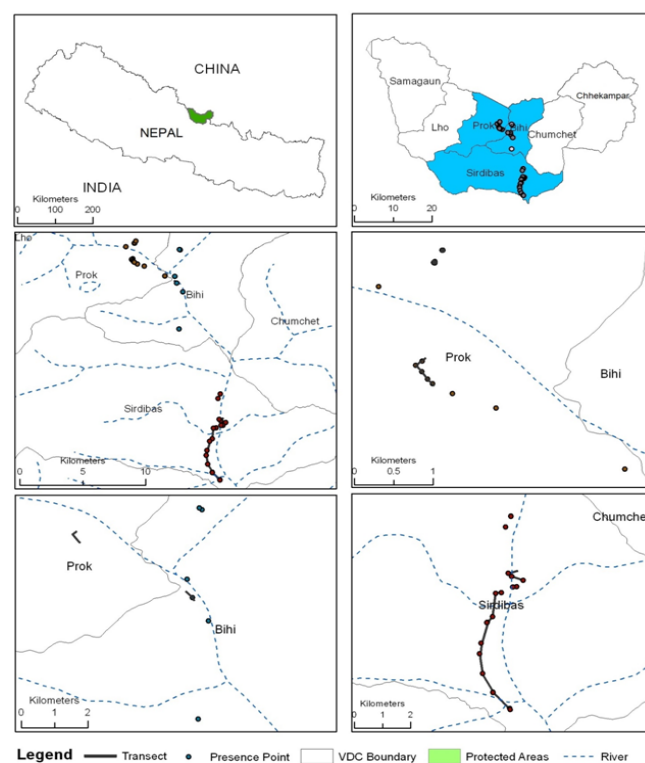 CHINA
NEPAL
INDIA
Kilometers
0 100 200
Samagaun
Chhekampar
Lho
Prok
Bihi
Chumchet
Sirdibas
Kilometers
0 10 20
Lho
Prok
Bihi
Chumchet
Sirdibas
Kilometers
0 5 10
Prok
Bihi
Kilometers
0 0.5 1
Prok
Bihi
Kilometers
0 1 2
Chumche
Sirdibas
Kilometers
0 1 2
Legend Transect Presence Point VDC Boundary Protected Areas River